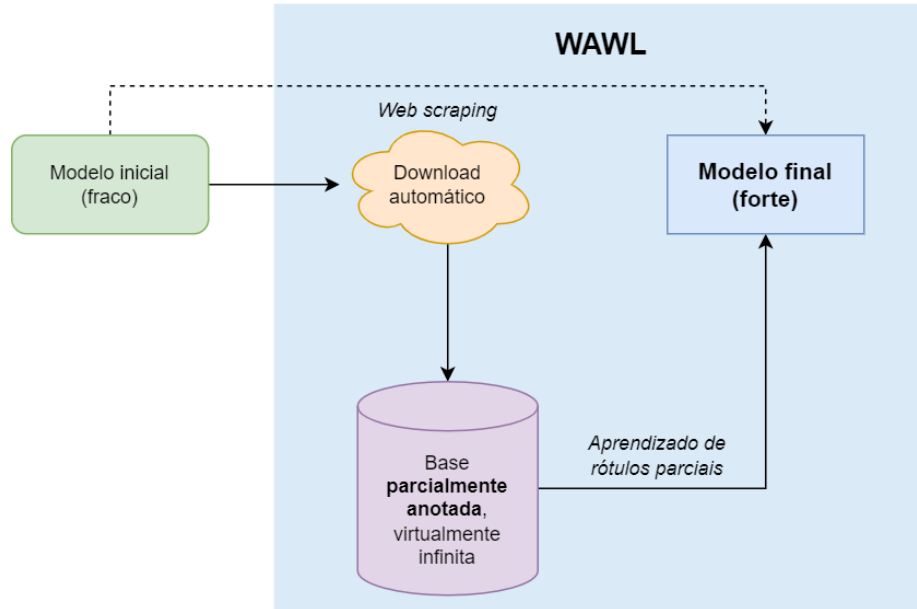 WAWL
Web scraping
Modelo inicial
(fraco)
Download
automático
Modelo final
(forte)
Base
parcialmente
anotada,
virtualmente
infinita
Aprendizado de
rótulos parciais